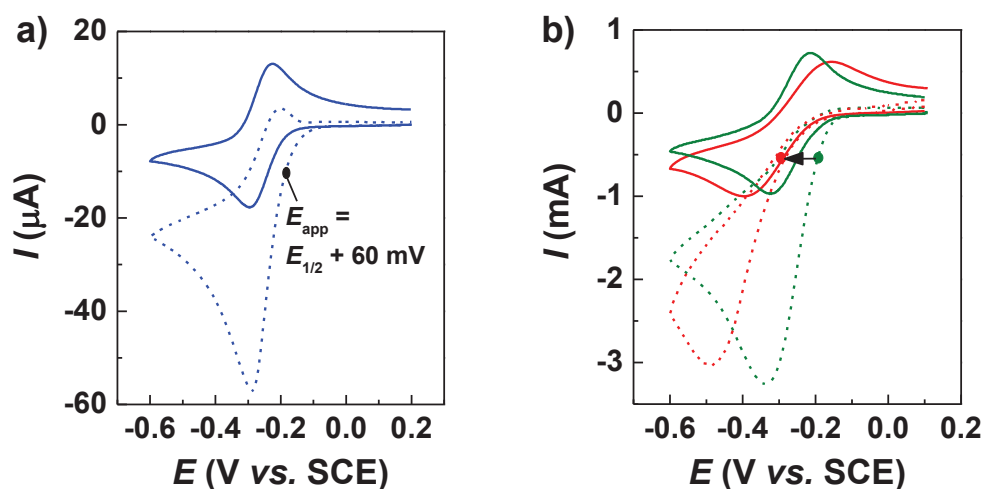 a)
20
0
-20
-40
-60
I (µA)
E_app =
E_1/2 + 60 mV
-0.6 -0.4 -0.2 0.0 0.2
E (V vs. SCE)
b)
1
0
-1
-2
-3
I (mA)
-0.6 -0.4 -0.2 0.0 0.2
E (V vs. SCE)